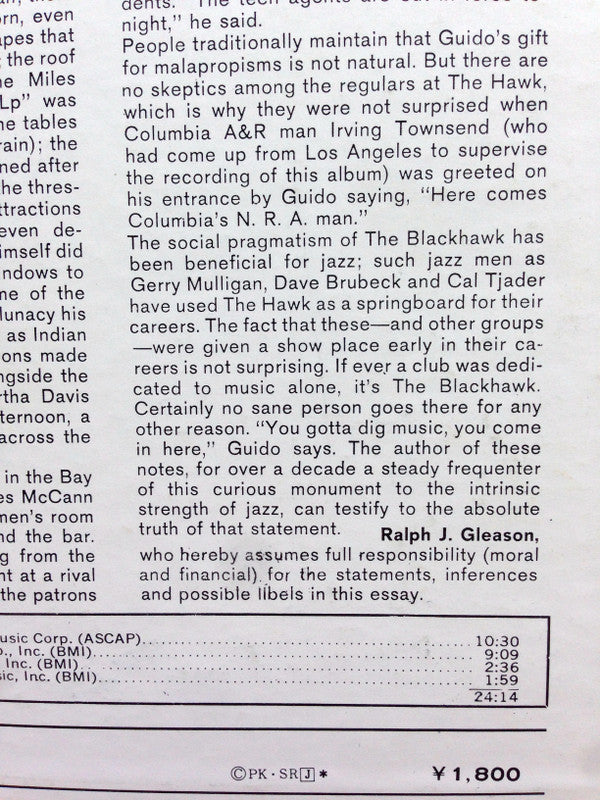 rn, even
apes that
; the roof
he Miles
Lp” was
he tables
rain); the
ned after
the thres-
ttractions
even de-
imself did
ndows to
ne of the
lunacy his
as Indian
ons made
ngside the
rtha Davis
ternoon, a
across the
in the Bay
es McCann
men's room
nd the bar.
g from the
nt at a rival
the patrons
night,” he said.
People traditionally maintain that Guido's gift
for malapropisms is not natural. But there are
no skeptics among the regulars at The Hawk,
which is why they were not surprised when
Columbia A&R man Irving Townsend (who
had come up from Los Angeles to supervise
the recording of this album) was greeted on
his entrance by Guido saying, “Here comes
Columbia's N. R. A. man.”
The social pragmatism of The Blackhawk has
been beneficial for jazz; such jazz men as
Gerry Mulligan, Dave Brubeck and Cal Tjader
have used The Hawk as a springboard for their
careers. The fact that these—and other groups
—were given a show place early in their ca-
reers is not surprising. If ever a club was dedi-
cated to music alone, it's The Blackhawk.
Certainly no sane person goes there for any
other reason. “You gotta dig music, you come
in here,” Guido says. The author of these
notes, for over a decade a steady frequenter
of this curious monument to the intrinsic
strength of jazz, can testify to the absolute
truth of that statement. Ralph J. Gleason,
who hereby assumes full responsibility (moral
and financial) for the statements, inferences
and possible libels in this essay.
usic Corp. (ASCAP) 10:30
o., Inc. (BMI) 9:09
Inc. (BMI) 2:36
ic, Inc. (BMI) 1:59
24:14
©PK·SR🄹* ¥1,800